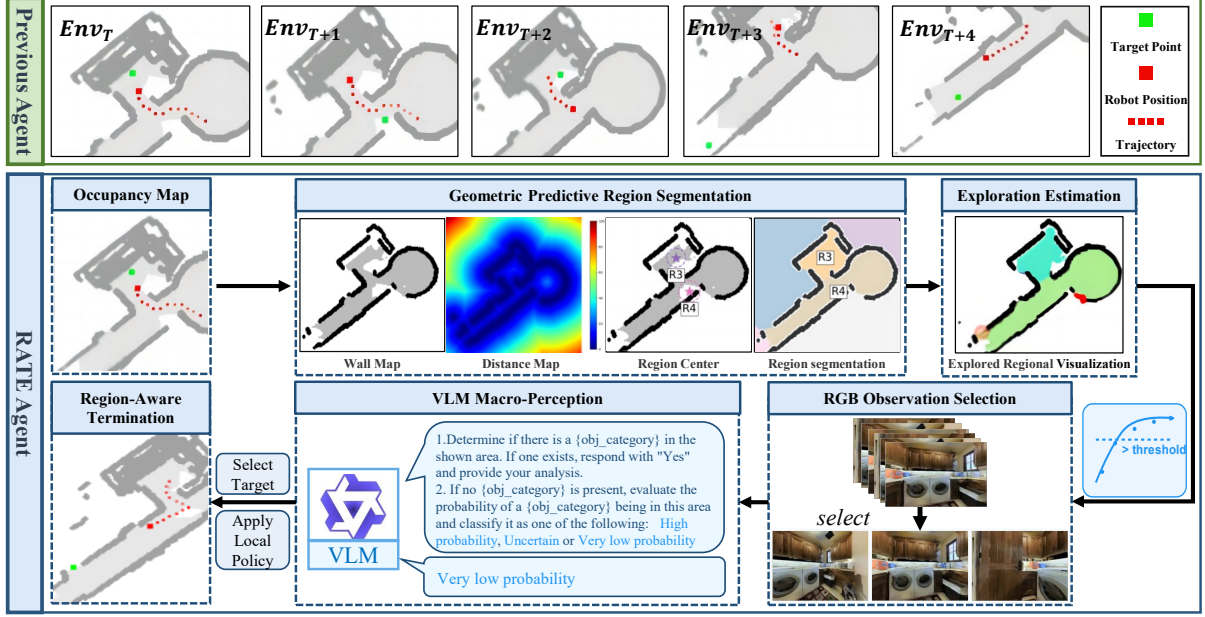 Previous Agent
Env_T
Env_{T+1}
Env_{T+2}
Env_{T+3}
Env_{T+4}
Target Point
Robot Position
Trajectory
RATE Agent
Occupancy Map
Geometric Predictive Region Segmentation
Exploration Estimation
R3
R4
R3
R4
Wall Map
Distance Map
Region Center
Region segmentation
Explored Regional Visualization
Region-Aware
Termination
VLM Macro-Perception
RGB Observation Selection
> threshold
Select
Target
Apply
Local
Policy
VLM
1.Determine if there is a {obj_category} in the
shown area. If one exists, respond with "Yes"
and provide your analysis.
2. If no {obj_category} is present, evaluate the
probability of a {obj_category} being in this area
and classify it as one of the following: High
probability, Uncertain or Very low probability
Very low probability
select